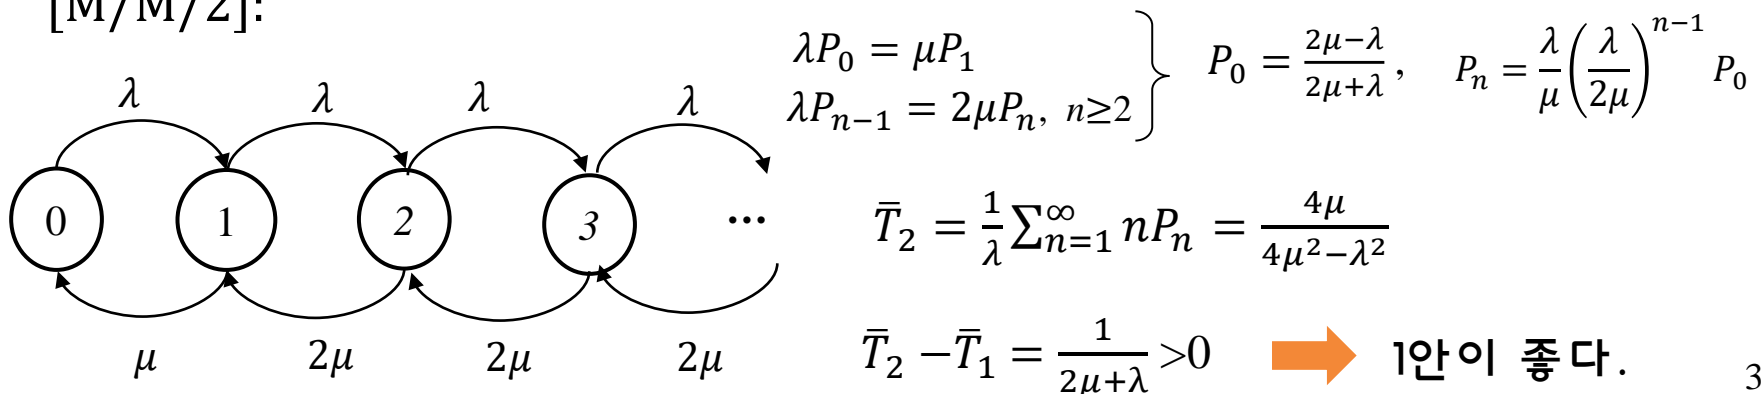 [M/M/2]:
λP₀ = μP₁
λPₙ₋₁ = 2μPₙ, n≥2
P₀ = (2μ−λ)/(2μ+λ) , Pₙ = (λ/μ)(λ/2μ)ⁿ⁻¹ P₀
λ λ λ λ
0 1 2 3 ...
μ 2μ 2μ 2μ
T̄₂ = (1/λ) ∑ₙ₌₁^∞ nPₙ = 4μ/(4μ²−λ²)
T̄₂ − T̄₁ = 1/(2μ+λ) >0 1안이 좋다.
3